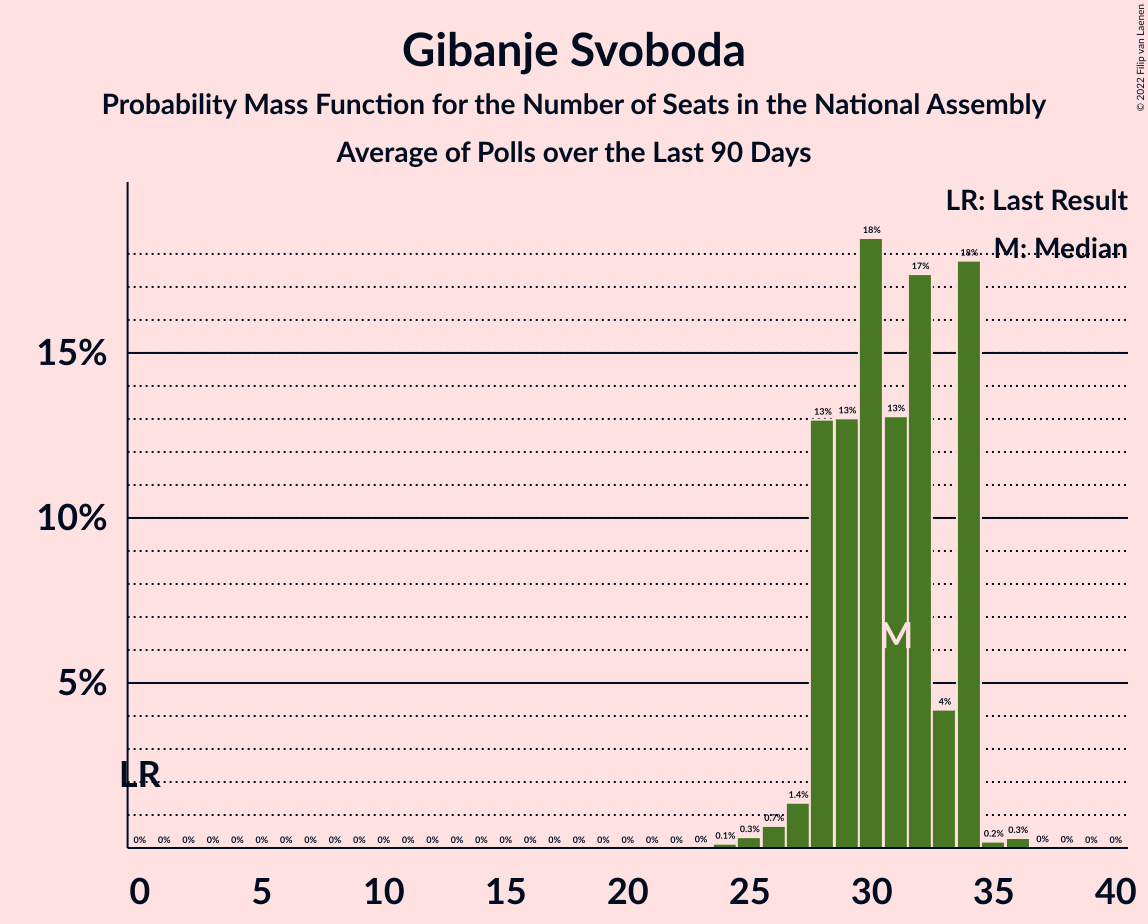 Gibanje Svoboda
Probability Mass Function for the Number of Seats in the National Assembly
Average of Polls over the Last 90 Days
© 2022 Filip van Laenen
LR: Last Result
M: Median
15%
10%
5%
LR
M
0% 0% 0% 0% 0% 0% 0% 0% 0% 0% 0% 0% 0% 0% 0% 0% 0% 0% 0% 0% 0% 0% 0% 0% 0.1% 0.3% 0.7% 1.4% 13% 13% 18% 13% 17% 4% 18% 0.2% 0.3% 0% 0% 0% 0%
0 5 10 15 20 25 30 35 40